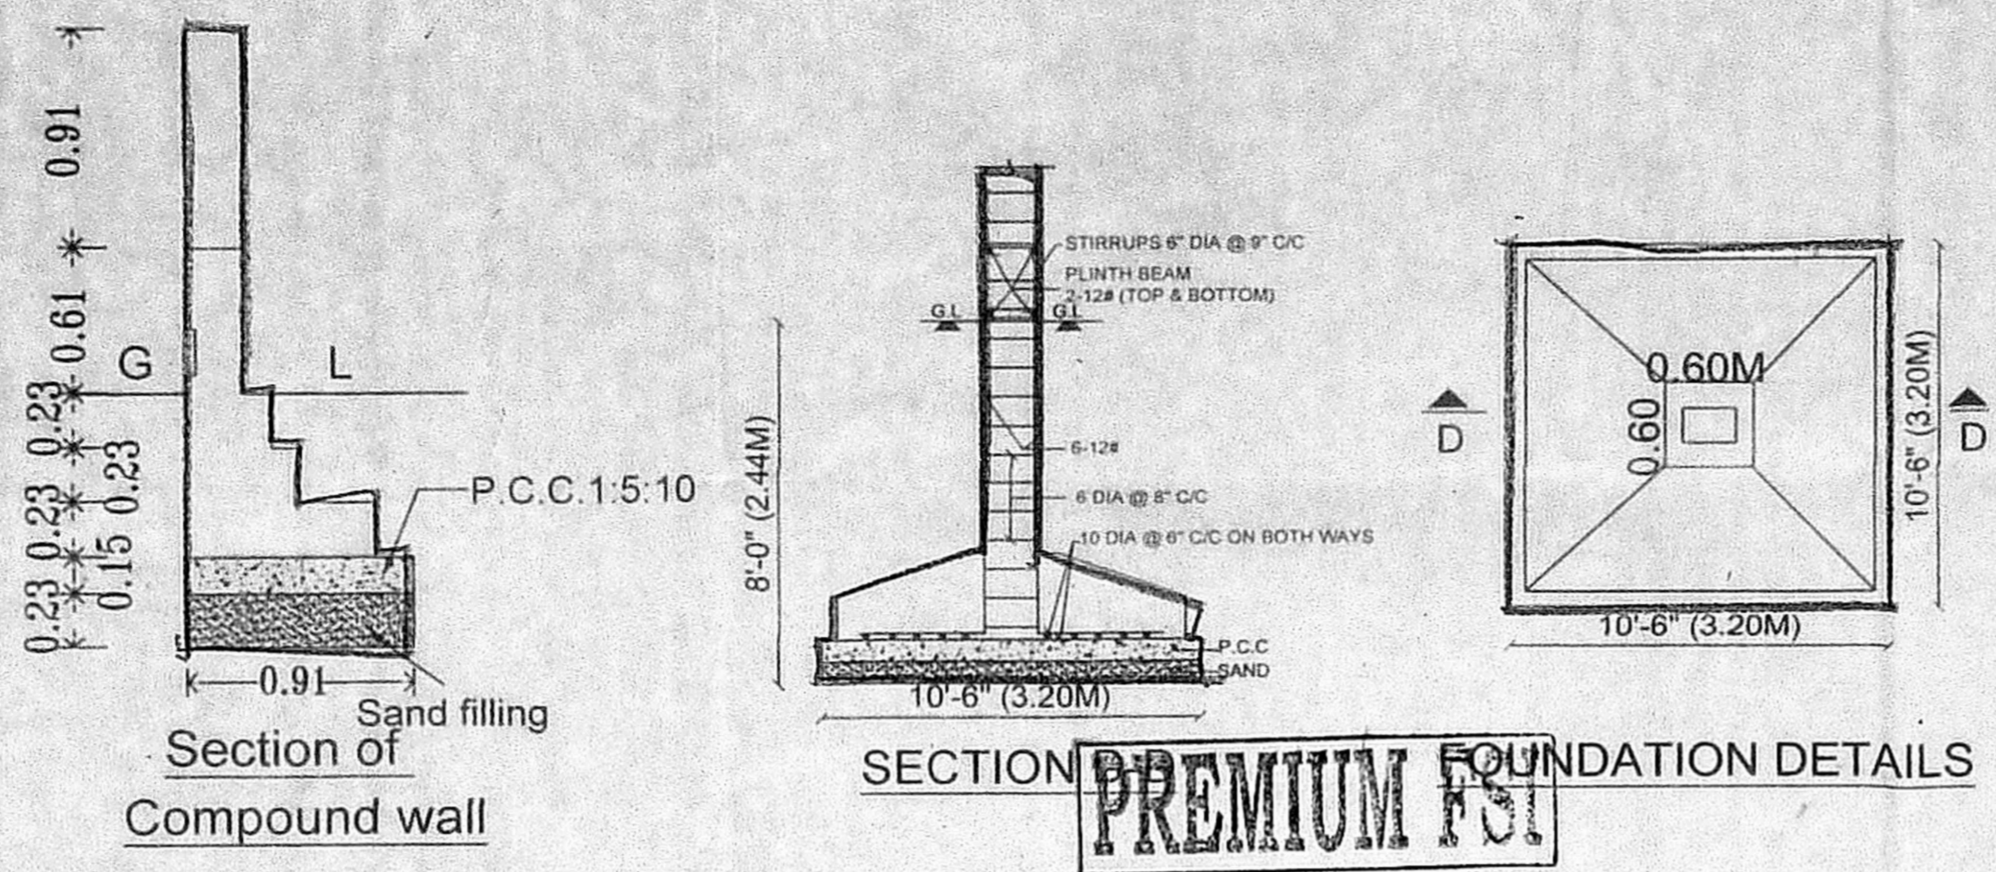 0.91
0.61
G L
0.23
0.23
0.23
0.15
0.23
P.C.C.1:5:10
0.91
Sand filling
Section of
Compound wall
STIRRUPS 6" DIA @ 9" C/C
PLINTH BEAM
2-12# (TOP & BOTTOM)
G.L G.L
8'-0" (2.44M)
6-12#
6 DIA @ 8" C/C
10 DIA @ 6" C/C ON BOTH WAYS
P.C.C
SAND
10'-6" (3.20M)
SECTION
0.60M
0.60
D D
10'-6" (3.20M)
10'-6" (3.20M)
FOUNDATION DETAILS
PREMIUM FSI